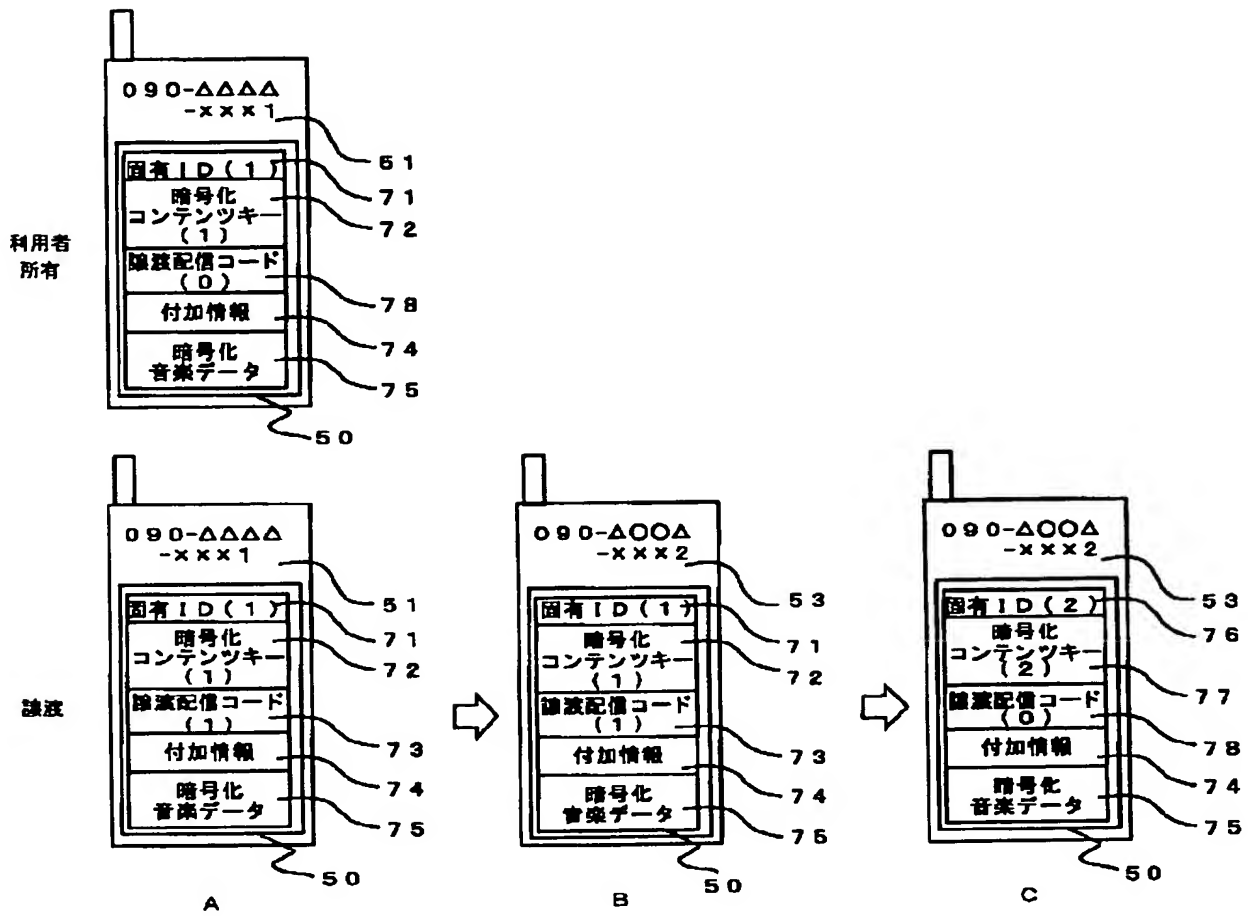 090-△△△△
-×××1
51
固有ID(1)
71
暗号化
コンテンツキー
(1)
72
譲渡配信コード
(0)
78
付加情報
74
暗号化
音楽データ
75
50
利用者
所有
090-△△△△
-×××1
51
固有ID(1)
71
暗号化
コンテンツキー
(1)
72
譲渡配信コード
(1)
73
付加情報
74
暗号化
音楽データ
75
50
A
譲渡
090-△○○△
-×××2
53
固有ID(1)
71
暗号化
コンテンツキー
(1)
72
譲渡配信コード
(1)
73
付加情報
74
暗号化
音楽データ
75
50
B
090-△○○△
-×××2
53
固有ID(2)
76
暗号化
コンテンツキー
(2)
77
譲渡配信コード
(0)
78
付加情報
74
暗号化
音楽データ
75
50
C